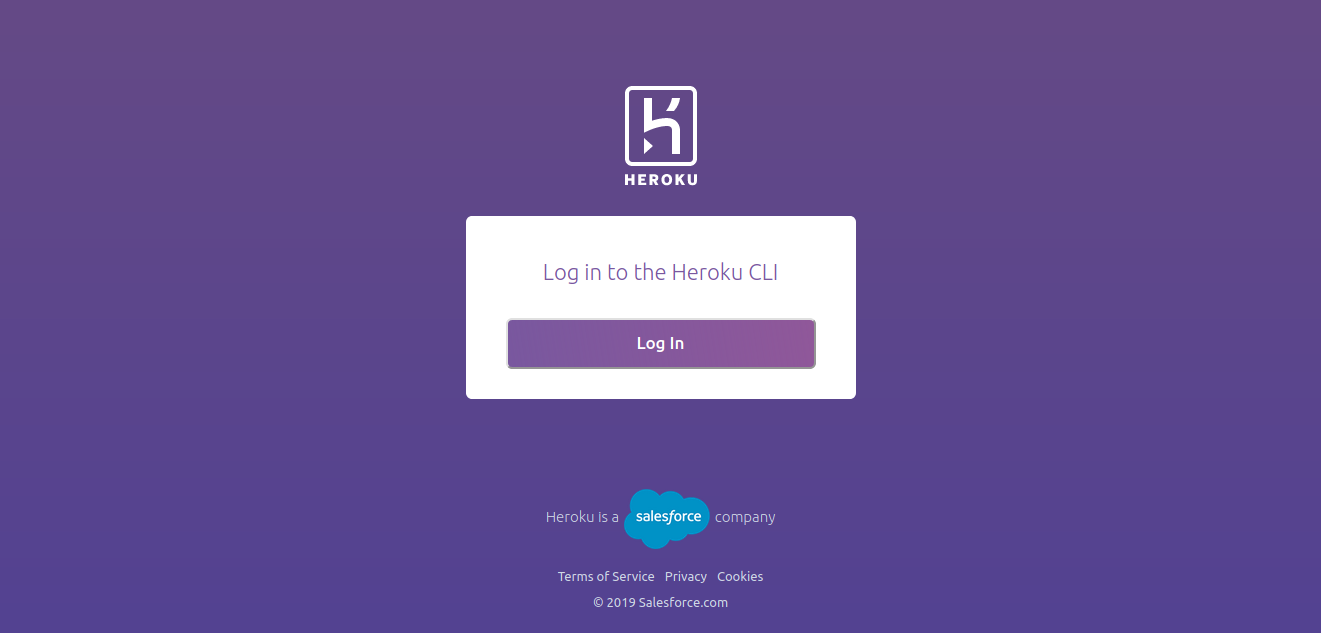 HEROKU
Log in to the Heroku CLI
Log In
Heroku is a salesforce company
Terms of Service Privacy Cookies
© 2019 Salesforce.com